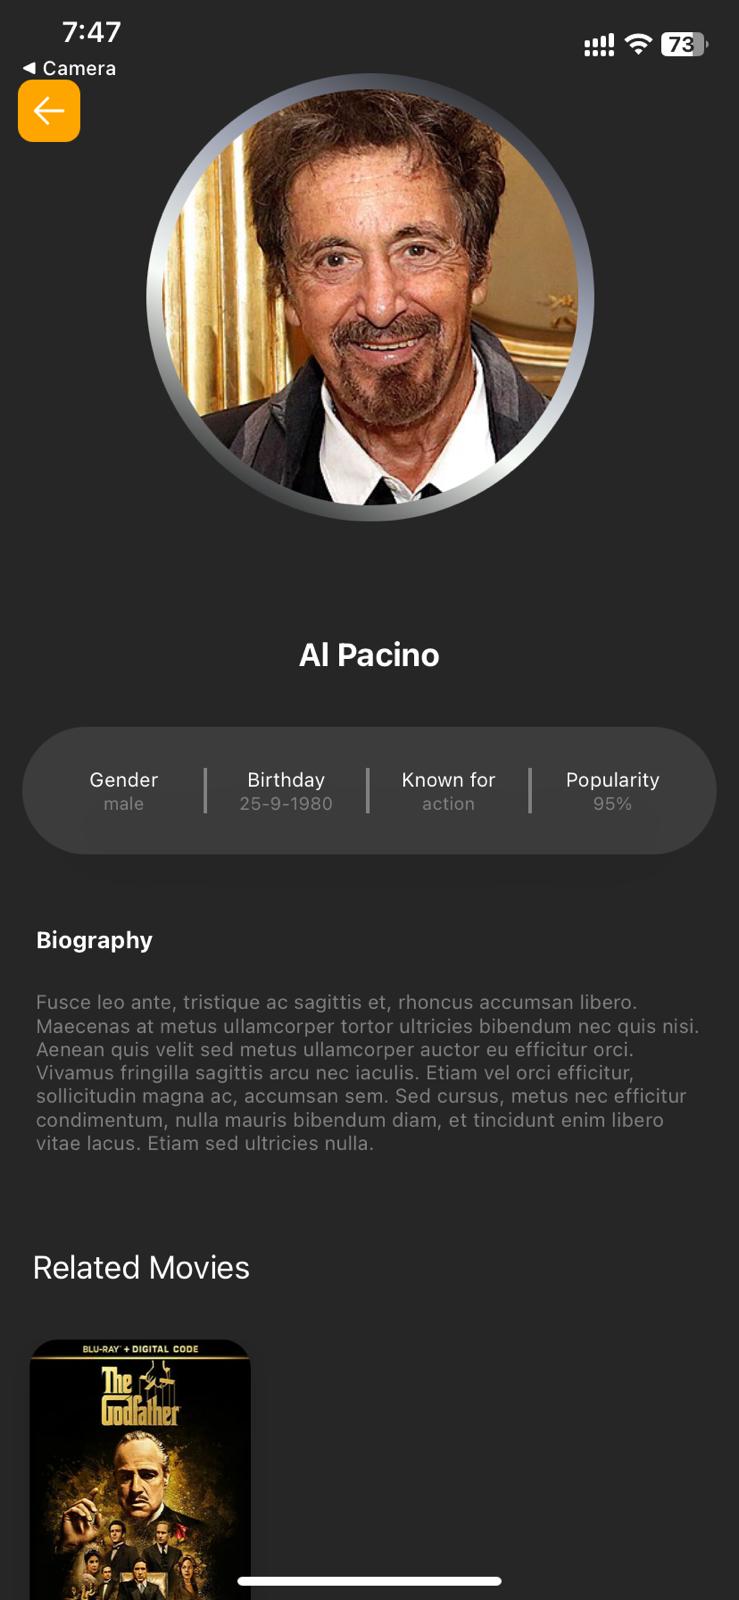 7:47
73
◀ Camera
Al Pacino
Gender
male
Birthday
25-9-1980
Known for
action
Popularity
95%
Biography
Fusce leo ante, tristique ac sagittis et, rhoncus accumsan libero.
Maecenas at metus ullamcorper tortor ultricies bibendum nec quis nisi.
Aenean quis velit sed metus ullamcorper auctor eu efficitur orci.
Vivamus fringilla sagittis arcu nec iaculis. Etiam vel orci efficitur,
sollicitudin magna ac, accumsan sem. Sed cursus, metus nec efficitur
condimentum, nulla mauris bibendum diam, et tincidunt enim libero
vitae lacus. Etiam sed ultricies nulla.
Related Movies
BLU-RAY™ + DIGITAL CODE
The
Godfather